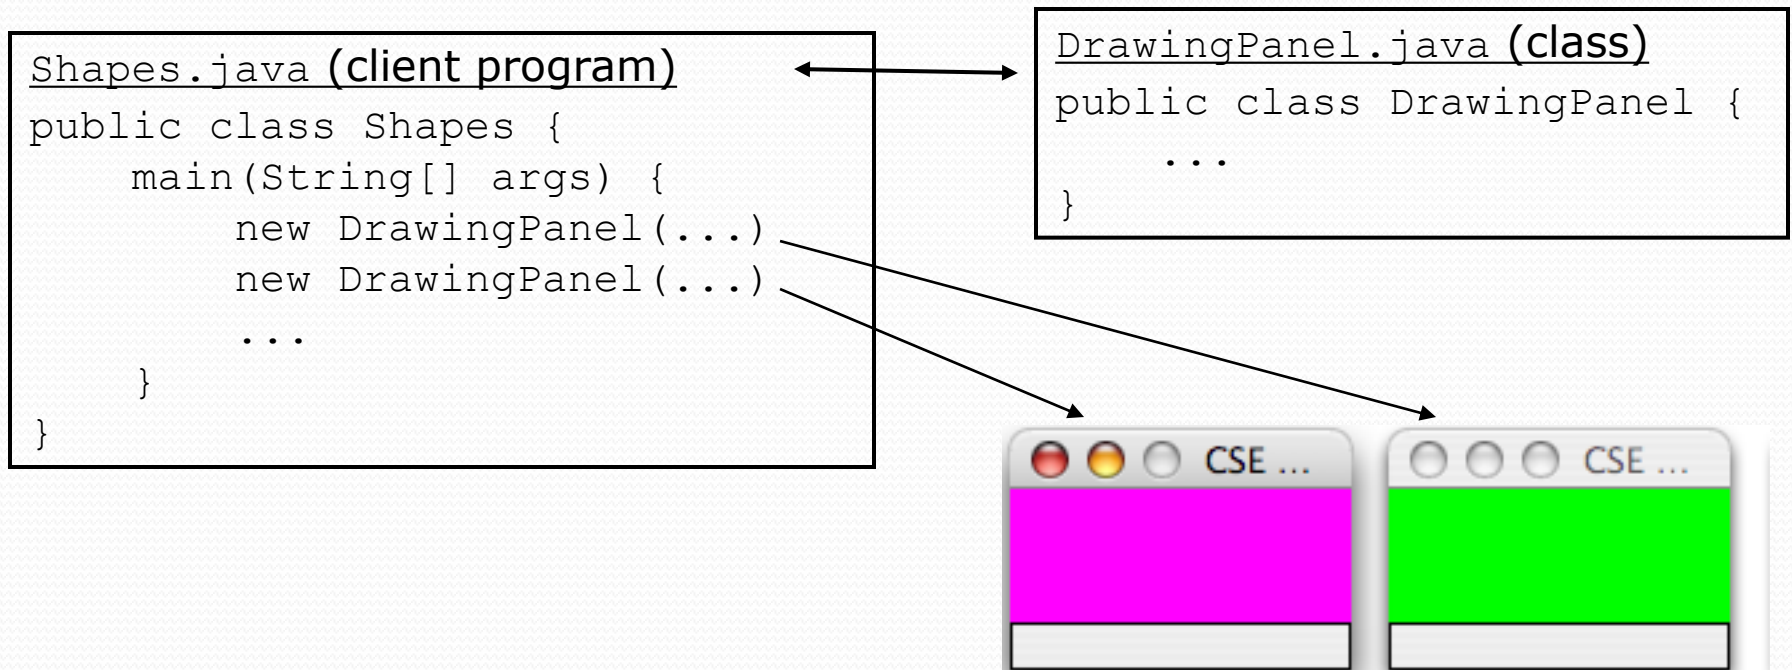 Shapes.java (client program)
public class Shapes {
    main(String[] args) {
        new DrawingPanel(...)
        new DrawingPanel(...)
        ...
    }
}
DrawingPanel.java (class)
public class DrawingPanel {
    ...
}
CSE ...
CSE ...